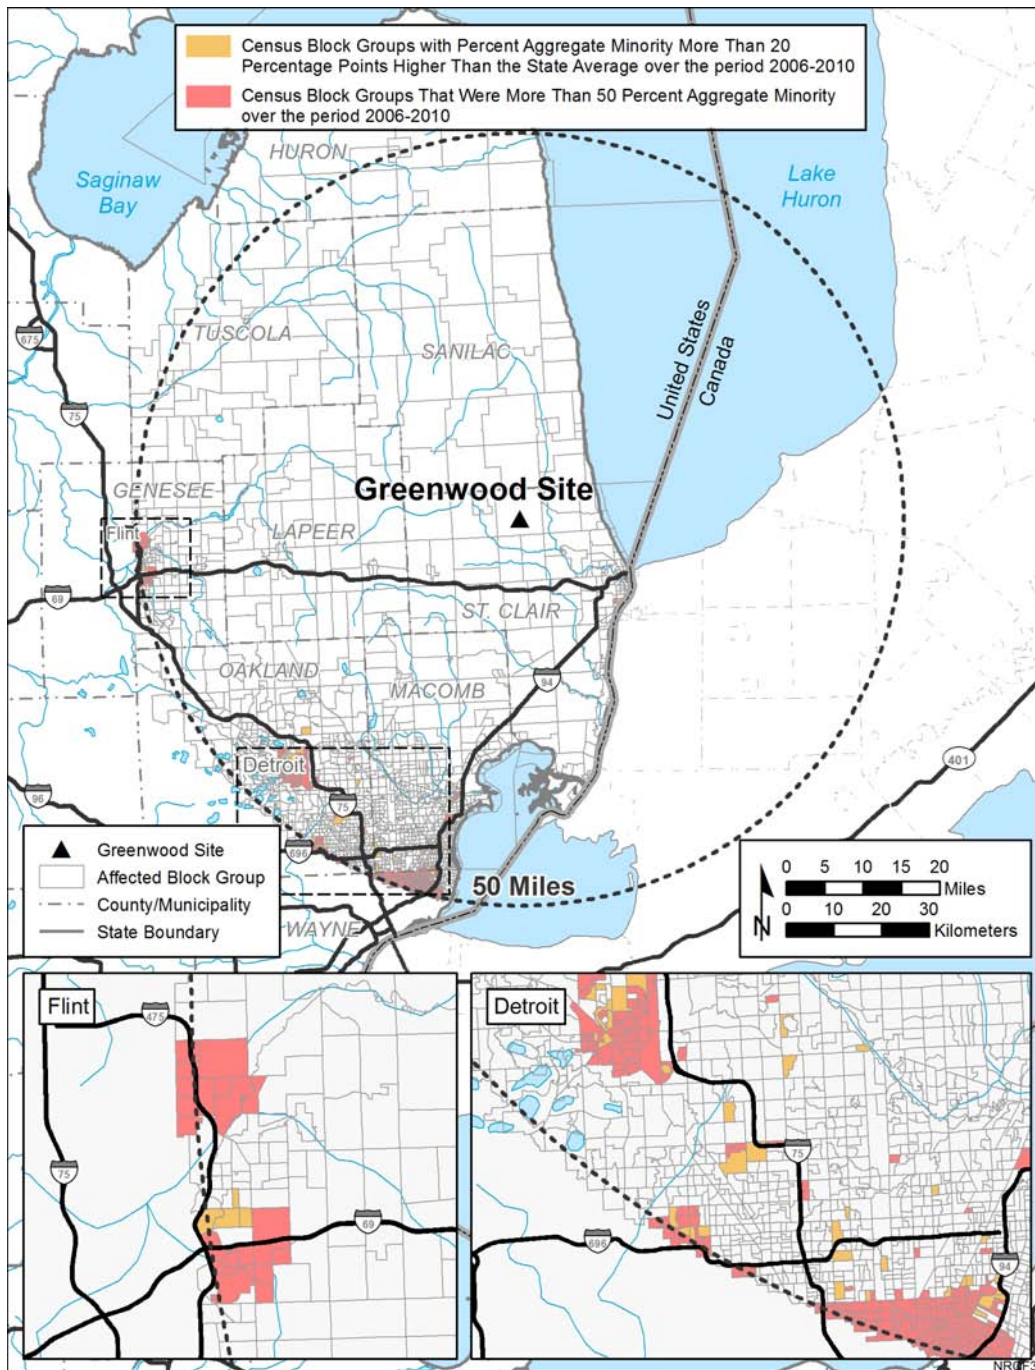 Census Block Groups with Percent Aggregate Minority More Than 20
Percentage Points Higher Than the State Average over the period 2006-2010
Census Block Groups That Were More Than 50 Percent Aggregate Minority
over the period 2006-2010
HURON
Saginaw
Bay
Lake
Huron
TUSCOLA
SANILAC
675
United States
Canada
75
GENESEE
Greenwood Site
Flint
LAPEER
69
ST. CLAIR
OAKLAND
MACOMB
94
Detroit
401
96
75
696
Greenwood Site
Affected Block Group
County/Municipality
State Boundary
50 Miles
WAYNE
0 5 10 15 20
Miles
0 10 20 30
Kilometers
N
Flint
475
75
69
Detroit
75
696
94